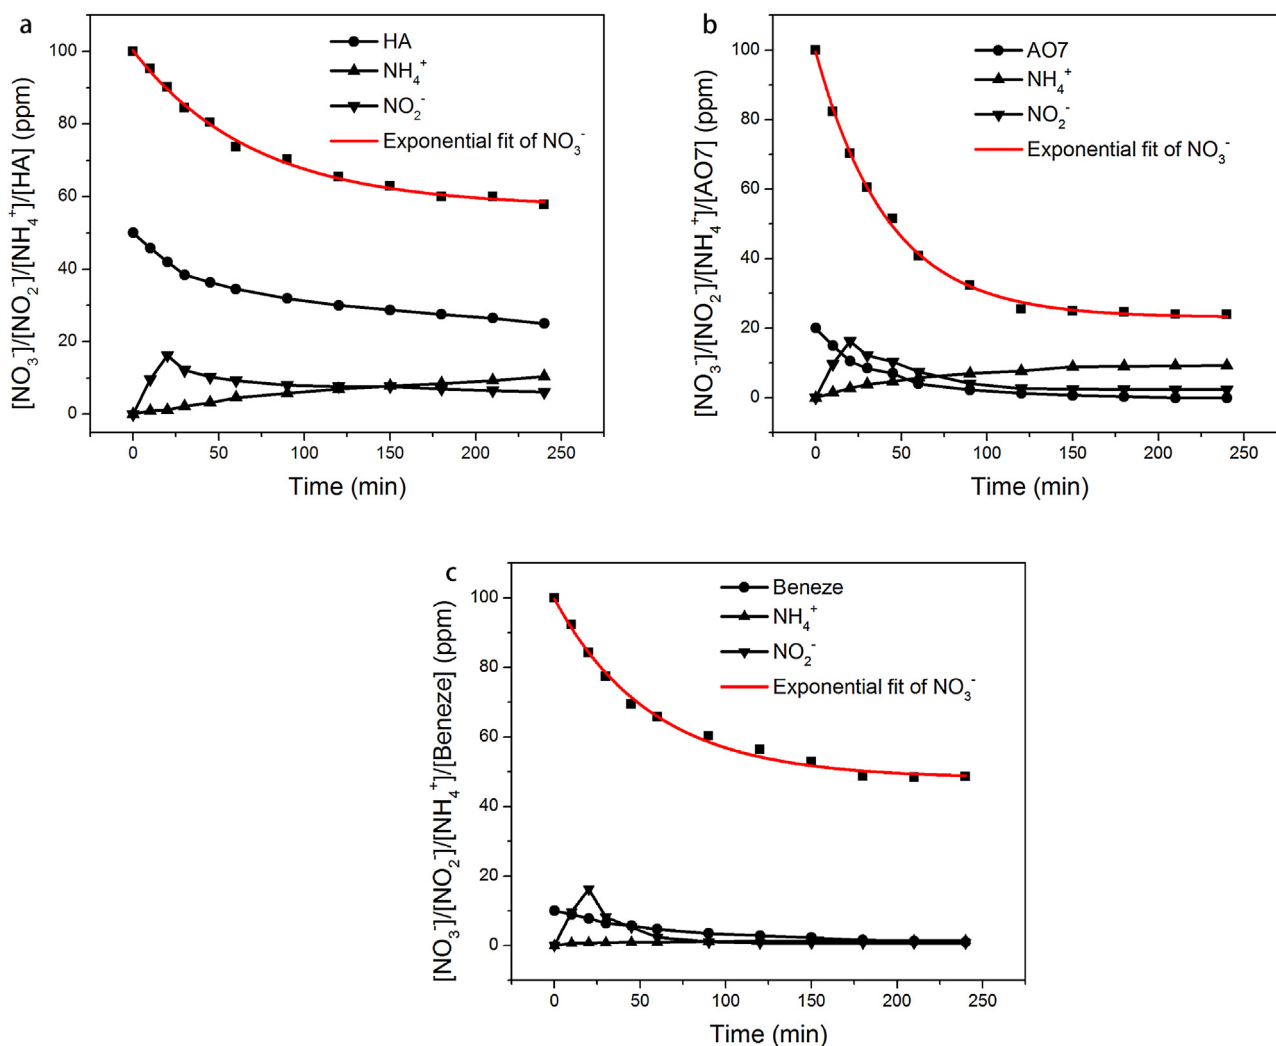 a
HA
NH₄⁺
NO₂⁻
Exponential fit of NO₃⁻
[NO₃⁻]/[NO₂⁻]/[NH₄⁺]/[HA] (ppm)
100
80
60
40
20
0
0 50 100 150 200 250
Time (min)
b
AO7
NH₄⁺
NO₂⁻
Exponential fit of NO₃⁻
[NO₃⁻]/[NO₂⁻]/[NH₄⁺]/[AO7] (ppm)
100
80
60
40
20
0
0 50 100 150 200 250
Time (min)
c
Beneze
NH₄⁺
NO₂⁻
Exponential fit of NO₃⁻
[NO₃⁻]/[NO₂⁻]/[NH₄⁺]/[Beneze] (ppm)
100
80
60
40
20
0
0 50 100 150 200 250
Time (min)